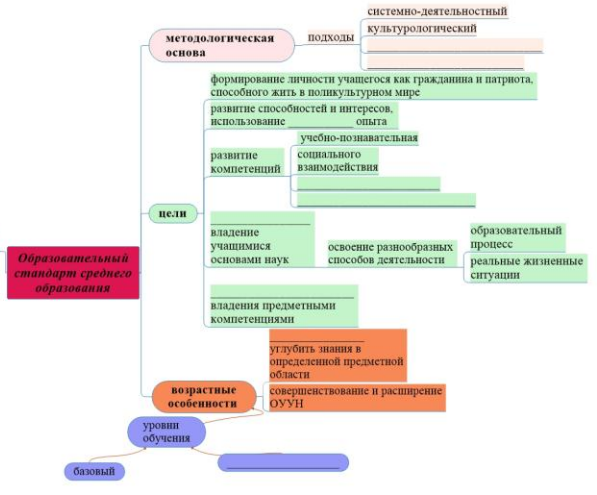 Образовательный
стандарт среднего
образования
методологическая
основа
подходы
системно-деятельностный
культурологический
формирование личности учащегося как гражданина и патриота,
способного жить в поликультурном мире
развитие способностей и интересов,
использование ____________ опыта
развитие
компетенций
учебно-познавательная
социального
взаимодействия
цели
владение
учащимися
основами наук
освоение разнообразных
способов деятельности
образовательный
процесс
реальные жизненные
ситуации
владения предметными
компетенциями
возрастные
особенности
углубить знания в
определенной предметной
области
совершенствование и расширение
ОУУН
уровни
обучения
базовый